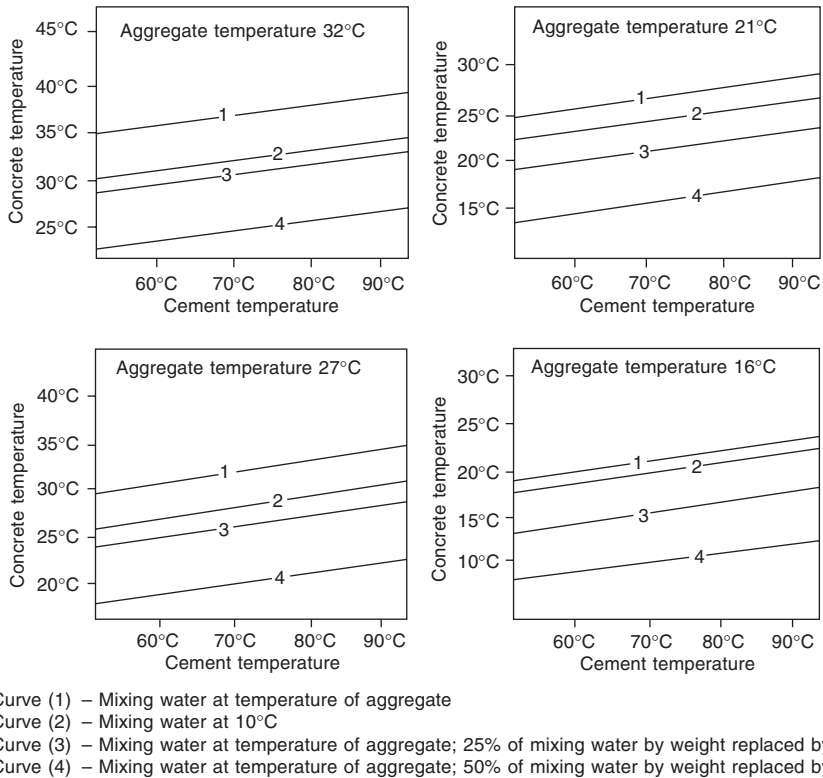 Aggregate temperature 32°C
45°C
40°C
35°C
30°C
25°C
Concrete temperature
1
2
3
4
60°C 70°C 80°C 90°C
Cement temperature
Aggregate temperature 21°C
30°C
25°C
20°C
15°C
Concrete temperature
1
2
3
4
60°C 70°C 80°C 90°C
Cement temperature
Aggregate temperature 27°C
40°C
35°C
30°C
25°C
20°C
Concrete temperature
1
2
3
4
60°C 70°C 80°C 90°C
Cement temperature
Aggregate temperature 16°C
30°C
25°C
20°C
15°C
10°C
Concrete temperature
1
2
3
4
60°C 70°C 80°C 90°C
Cement temperature
Curve (1) – Mixing water at temperature of aggregate
Curve (2) – Mixing water at 10°C
Curve (3) – Mixing water at temperature of aggregate; 25% of mixing water by weight replaced by
Curve (4) – Mixing water at temperature of aggregate; 50% of mixing water by weight replaced by